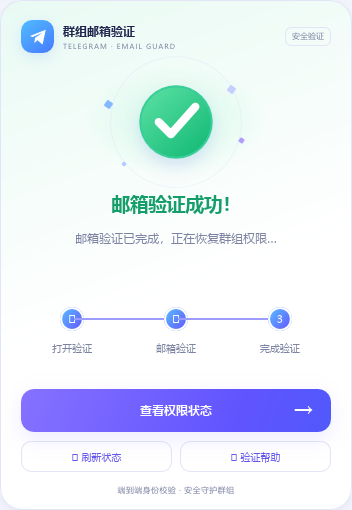 群组邮箱验证
TELEGRAM · EMAIL GUARD
安全验证
邮箱验证成功！
邮箱验证已完成，正在恢复群组权限...
3
打开验证
邮箱验证
完成验证
查看权限状态 →
刷新状态
验证帮助
端到端身份校验 · 安全守护群组